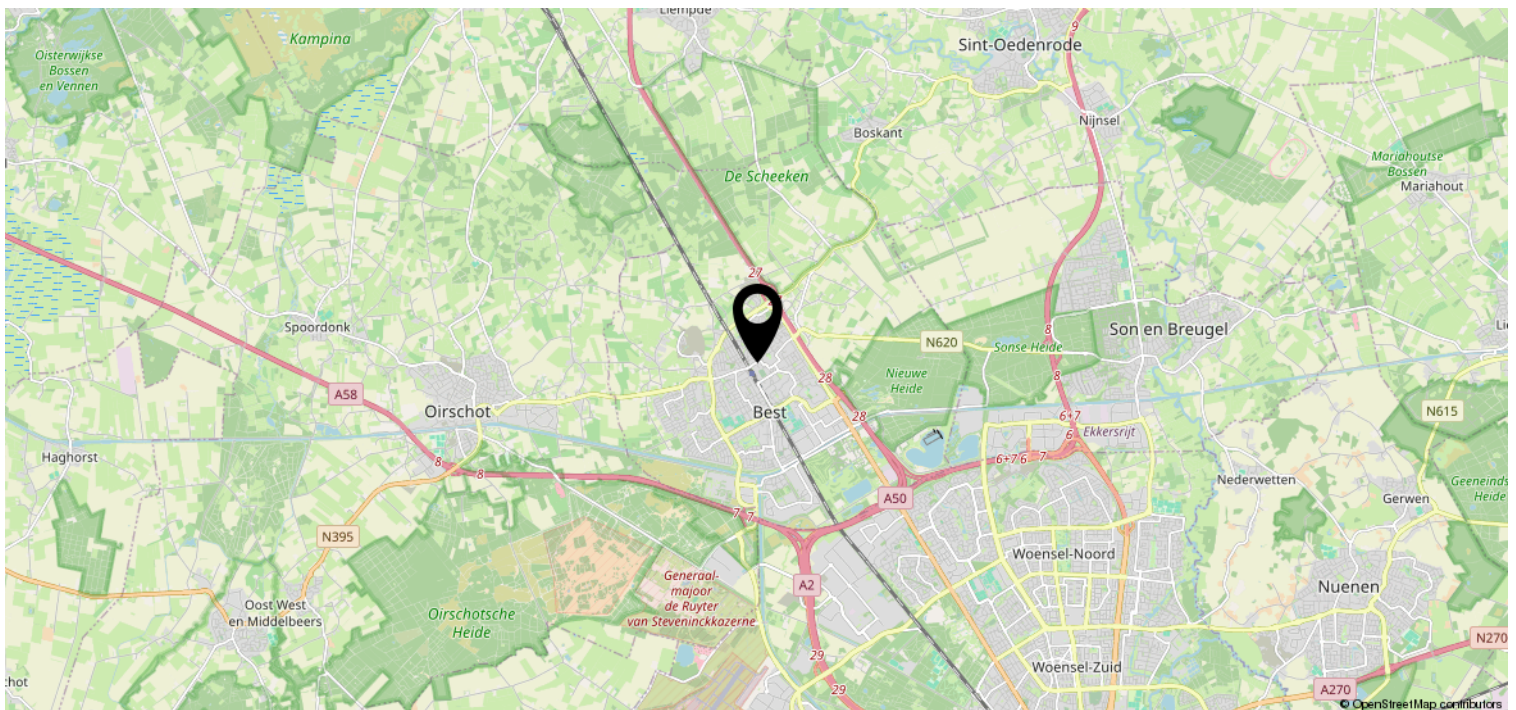 Liempde
9
Kampina
Sint-Oedenrode
Oisterwijkse
Bossen
en Vennen
Nijnsel
Boskant
Mariahoutse
Bossen
Mariahout
De Scheeken
27
Spoordonk
8
Son en Breugel
N620
Sonse Heide
Nieuwe
Heide
28
8
A58
Oirschot
Best
28
6+7
N615
6
Ekkersrijt
Haghorst
8
8
6+7
6
7
A50
Nederwetten
Gerwen
Geeneinds
Heide
7
7
N395
Woensel-Noord
A2
Generaal-
majoor
de Ruyter
van Steveninckkazerne
Nuenen
Oost West
en Middelbeers
Oirschotsche
Heide
N270
29
Woensel-Zuid
29
A270
© OpenStreetMap contributors